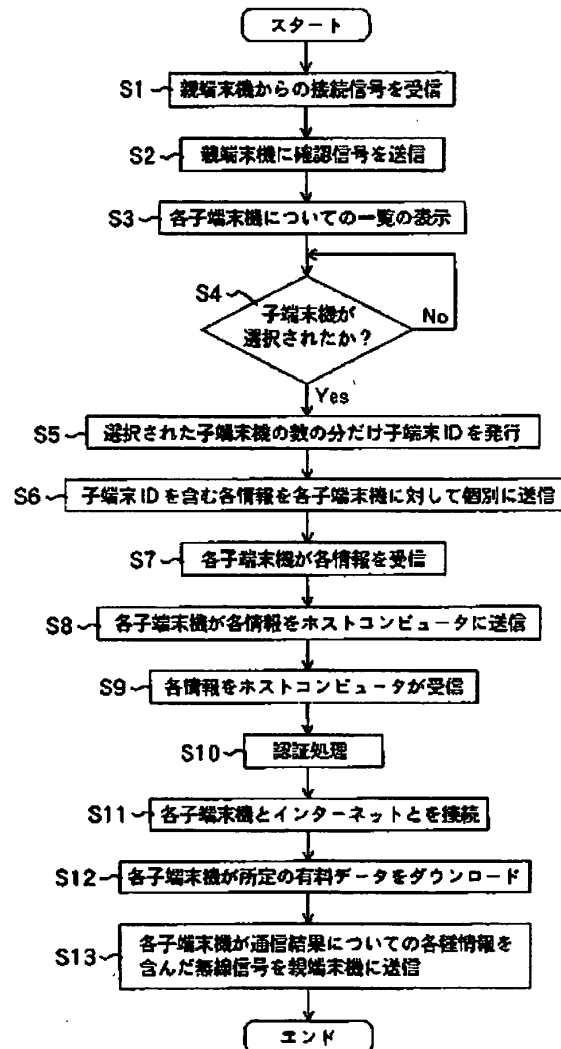 スタート
S1 親端末機からの接続信号を受信
S2 親端末機に確認信号を送信
S3 各子端末機についての一覧の表示
S4 子端末機が
選択されたか？
No
Yes
S5 選択された子端末機の数の分だけ子端末IDを発行
S6 子端末IDを含む各情報を各子端末機に対して個別に送信
S7 各子端末機が各情報を受信
S8 各子端末機が各情報をホストコンピュータに送信
S9 各情報をホストコンピュータが受信
S10 認証処理
S11 各子端末機とインターネットとを接続
S12 各子端末機が所定の有料データをダウンロード
S13 各子端末機が通信結果についての各種情報を
含んだ無線信号を親端末機に送信
エンド